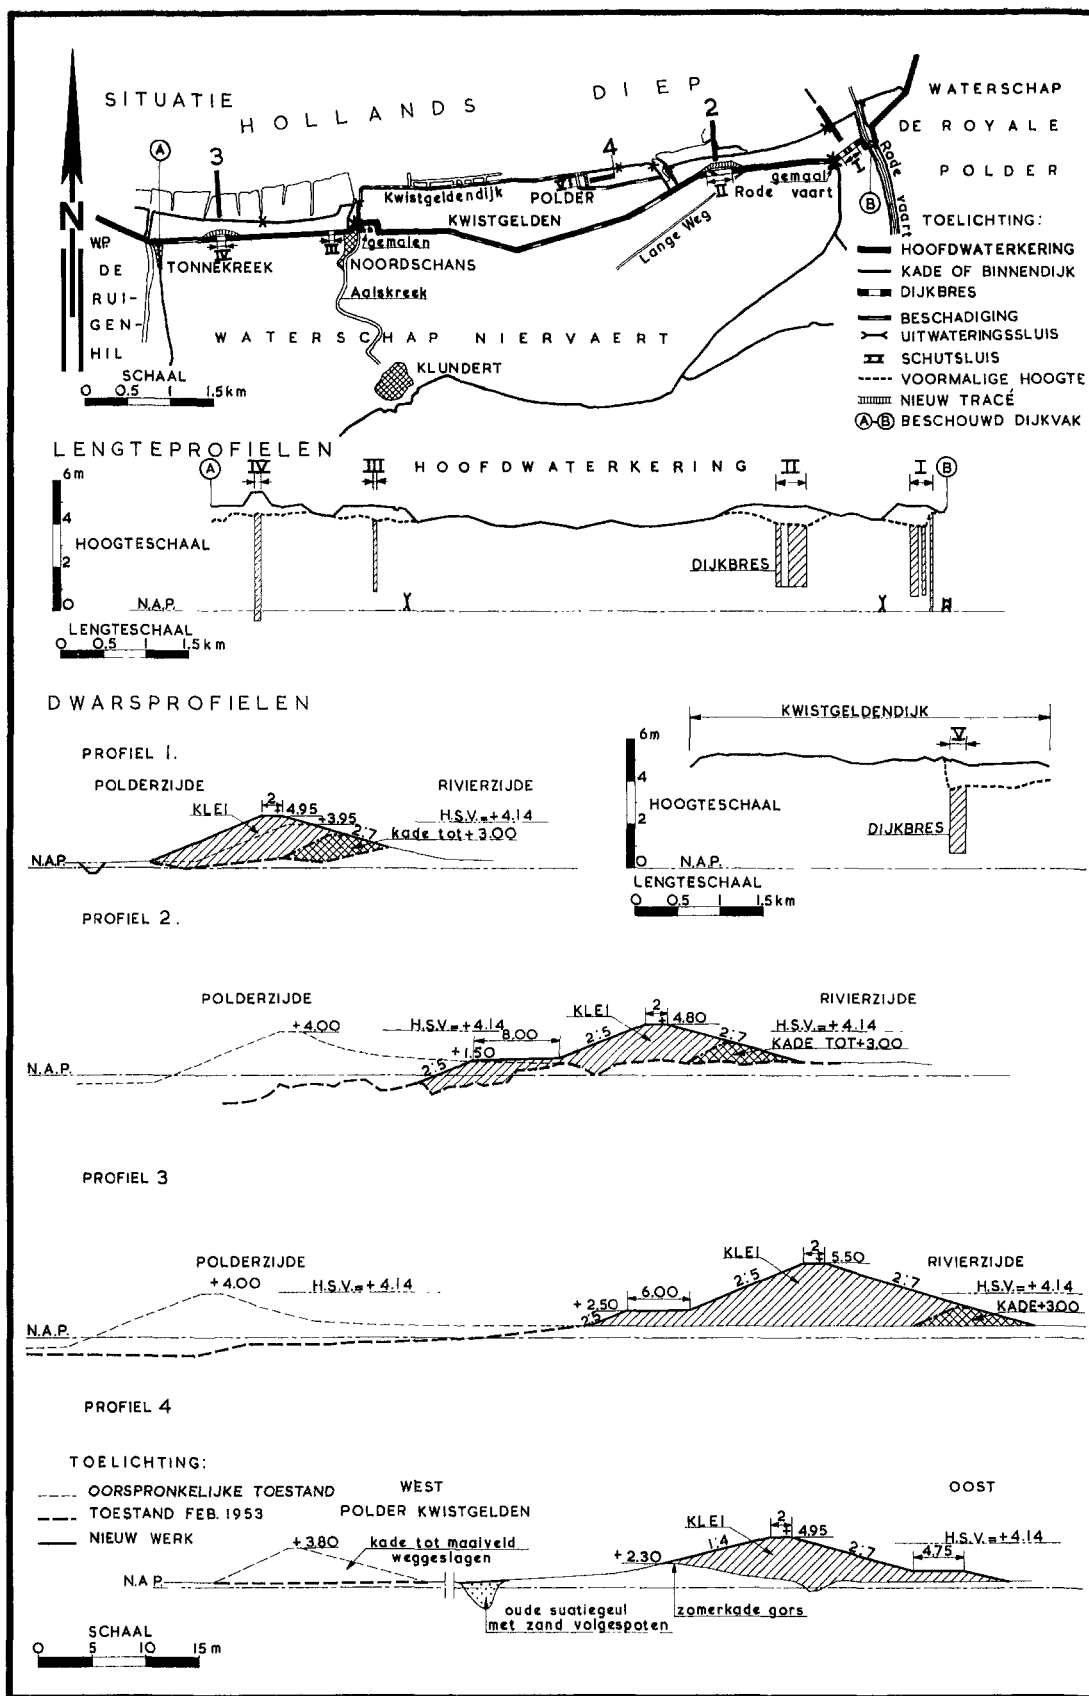 SITUATIE
HOLLANDS DIEP
WATERSCHAP
DE ROYALE
POLDER
N
A
3
4
2
1
B
Kwistgeldendijk
VI
POLDER
KWISTGELDEN
II
Rode vaart
gemaal
I
Rode vaart
Lange Weg
W.P.
DE
RUI-
GEN-
HIL
TONNEKREEK
IV
III
gemalen
NOORDSCHANS
Aalskreek
WATERSCHAP NIERVAERT
KLUNDERT
SCHAAL
0 0.5 1 1.5km
TOELICHTING:
HOOFDWATERKERING
KADE OF BINNENDIJK
DIJKBRES
BESCHADIGING
UITWATERINGSSLUIS
SCHUTSLUIS
VOORMALIGE HOOGTE
NIEUW TRACÉ
A-B BESCHOUWD DIJKVAK
LENGTEPROFIELEN
A IV III HOOFDWATERKERING II I B
6m
4
HOOGTESCHAAL
2
0
DIJKBRES
N.A.P.
LENGTESCHAAL
0 0.5 1 1.5km
DWARSPROFIELEN
KWISTGELDENDIJK
V
6m
4
HOOGTESCHAAL
2
0
DIJKBRES
N.A.P.
LENGTESCHAAL
0 0.5 1 1.5km
PROFIEL 1.
POLDERZIJDE
RIVIERZIJDE
KLEI
2
+4.95
+3.95
2:7
H.S.V.=+4.14
kade tot+3.00
N.A.P.
PROFIEL 2.
POLDERZIJDE
RIVIERZIJDE
+4.00
H.S.V.=+4.14
8.00
+1.50
2:5
2:5
KLEI
2
+4.80
2:7
H.S.V.=+4.14
KADE TOT+3.00
N.A.P.
PROFIEL 3
POLDERZIJDE
RIVIERZIJDE
+4.00
H.S.V.=+4.14
+2.50
2:5
6.00
2:5
KLEI
2
+5.50
2:7
H.S.V.=+4.14
KADE+3.00
N.A.P.
PROFIEL 4
TOELICHTING:
OORSPRONKELIJKE TOESTAND
TOESTAND FEB. 1953
NIEUW WERK
WEST
POLDER KWISTGELDEN
OOST
+3.80
kade tot maaiveld
weggeslagen
+2.30
1:4
KLEI
2
+4.95
2:7
4.75
H.S.V.=+4.14
N.A.P.
oude suatiegeul
met zand volgespoten
zomerkade gors
SCHAAL
0 5 10 15m